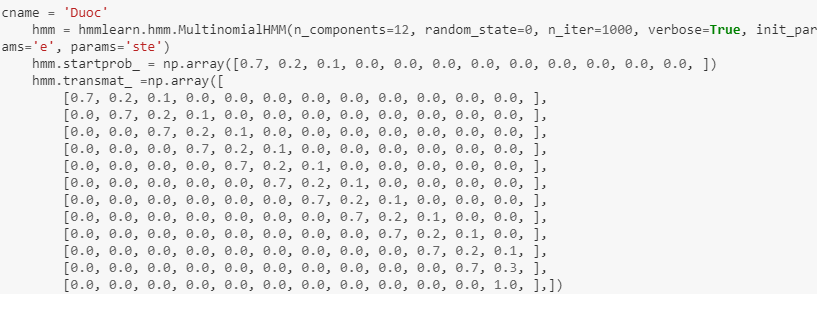 cname = 'Duoc'
    hmm = hmmlearn.hmm.MultinomialHMM(n_components=12, random_state=0, n_iter=1000, verbose=True, init_par
ams='e', params='ste')
    hmm.startprob_ = np.array([0.7, 0.2, 0.1, 0.0, 0.0, 0.0, 0.0, 0.0, 0.0, 0.0, 0.0, 0.0, ])
    hmm.transmat_ =np.array([
        [0.7, 0.2, 0.1, 0.0, 0.0, 0.0, 0.0, 0.0, 0.0, 0.0, 0.0, 0.0, ],
        [0.0, 0.7, 0.2, 0.1, 0.0, 0.0, 0.0, 0.0, 0.0, 0.0, 0.0, 0.0, ],
        [0.0, 0.0, 0.7, 0.2, 0.1, 0.0, 0.0, 0.0, 0.0, 0.0, 0.0, 0.0, ],
        [0.0, 0.0, 0.0, 0.7, 0.2, 0.1, 0.0, 0.0, 0.0, 0.0, 0.0, 0.0, ],
        [0.0, 0.0, 0.0, 0.0, 0.7, 0.2, 0.1, 0.0, 0.0, 0.0, 0.0, 0.0, ],
        [0.0, 0.0, 0.0, 0.0, 0.0, 0.7, 0.2, 0.1, 0.0, 0.0, 0.0, 0.0, ],
        [0.0, 0.0, 0.0, 0.0, 0.0, 0.0, 0.7, 0.2, 0.1, 0.0, 0.0, 0.0, ],
        [0.0, 0.0, 0.0, 0.0, 0.0, 0.0, 0.0, 0.7, 0.2, 0.1, 0.0, 0.0, ],
        [0.0, 0.0, 0.0, 0.0, 0.0, 0.0, 0.0, 0.0, 0.7, 0.2, 0.1, 0.0, ],
        [0.0, 0.0, 0.0, 0.0, 0.0, 0.0, 0.0, 0.0, 0.0, 0.7, 0.2, 0.1, ],
        [0.0, 0.0, 0.0, 0.0, 0.0, 0.0, 0.0, 0.0, 0.0, 0.0, 0.7, 0.3, ],
        [0.0, 0.0, 0.0, 0.0, 0.0, 0.0, 0.0, 0.0, 0.0, 0.0, 0.0, 1.0, ],])